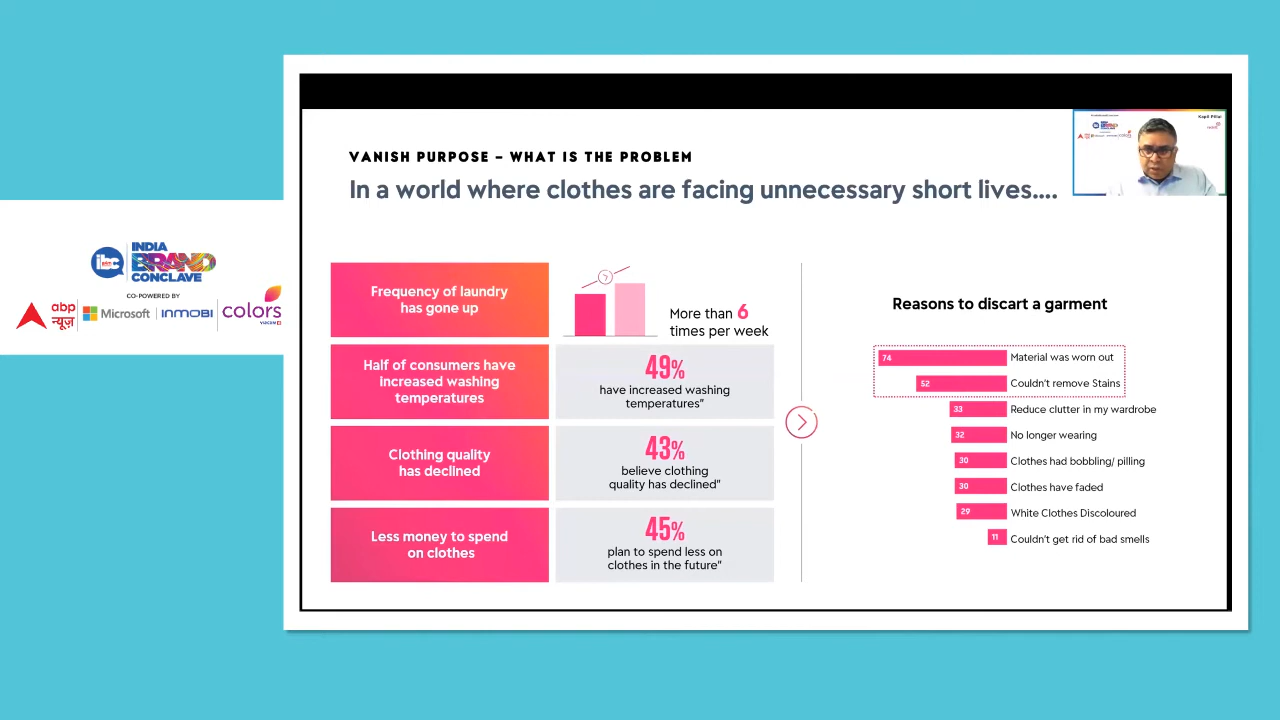 ibc
INDIA
BRAND
CONCLAVE
CO-POWERED BY
abp
न्यूज़
Microsoft
INMOBI
colors
VIACOM 18
VANISH PURPOSE – WHAT IS THE PROBLEM
In a world where clothes are facing unnecessary short lives....
Kapil Pillai
Frequency of laundry
has gone up
More than 6
times per week
Half of consumers have
increased washing
temperatures
49%
have increased washing
temperatures”
Clothing quality
has declined
43%
believe clothing
quality has declined”
Less money to spend
on clothes
45%
plan to spend less on
clothes in the future”
Reasons to discart a garment
74 Material was worn out
52 Couldn't remove Stains
33 Reduce clutter in my wardrobe
32 No longer wearing
30 Clothes had bobbling/ pilling
30 Clothes have faded
29 White Clothes Discoloured
11 Couldn't get rid of bad smells